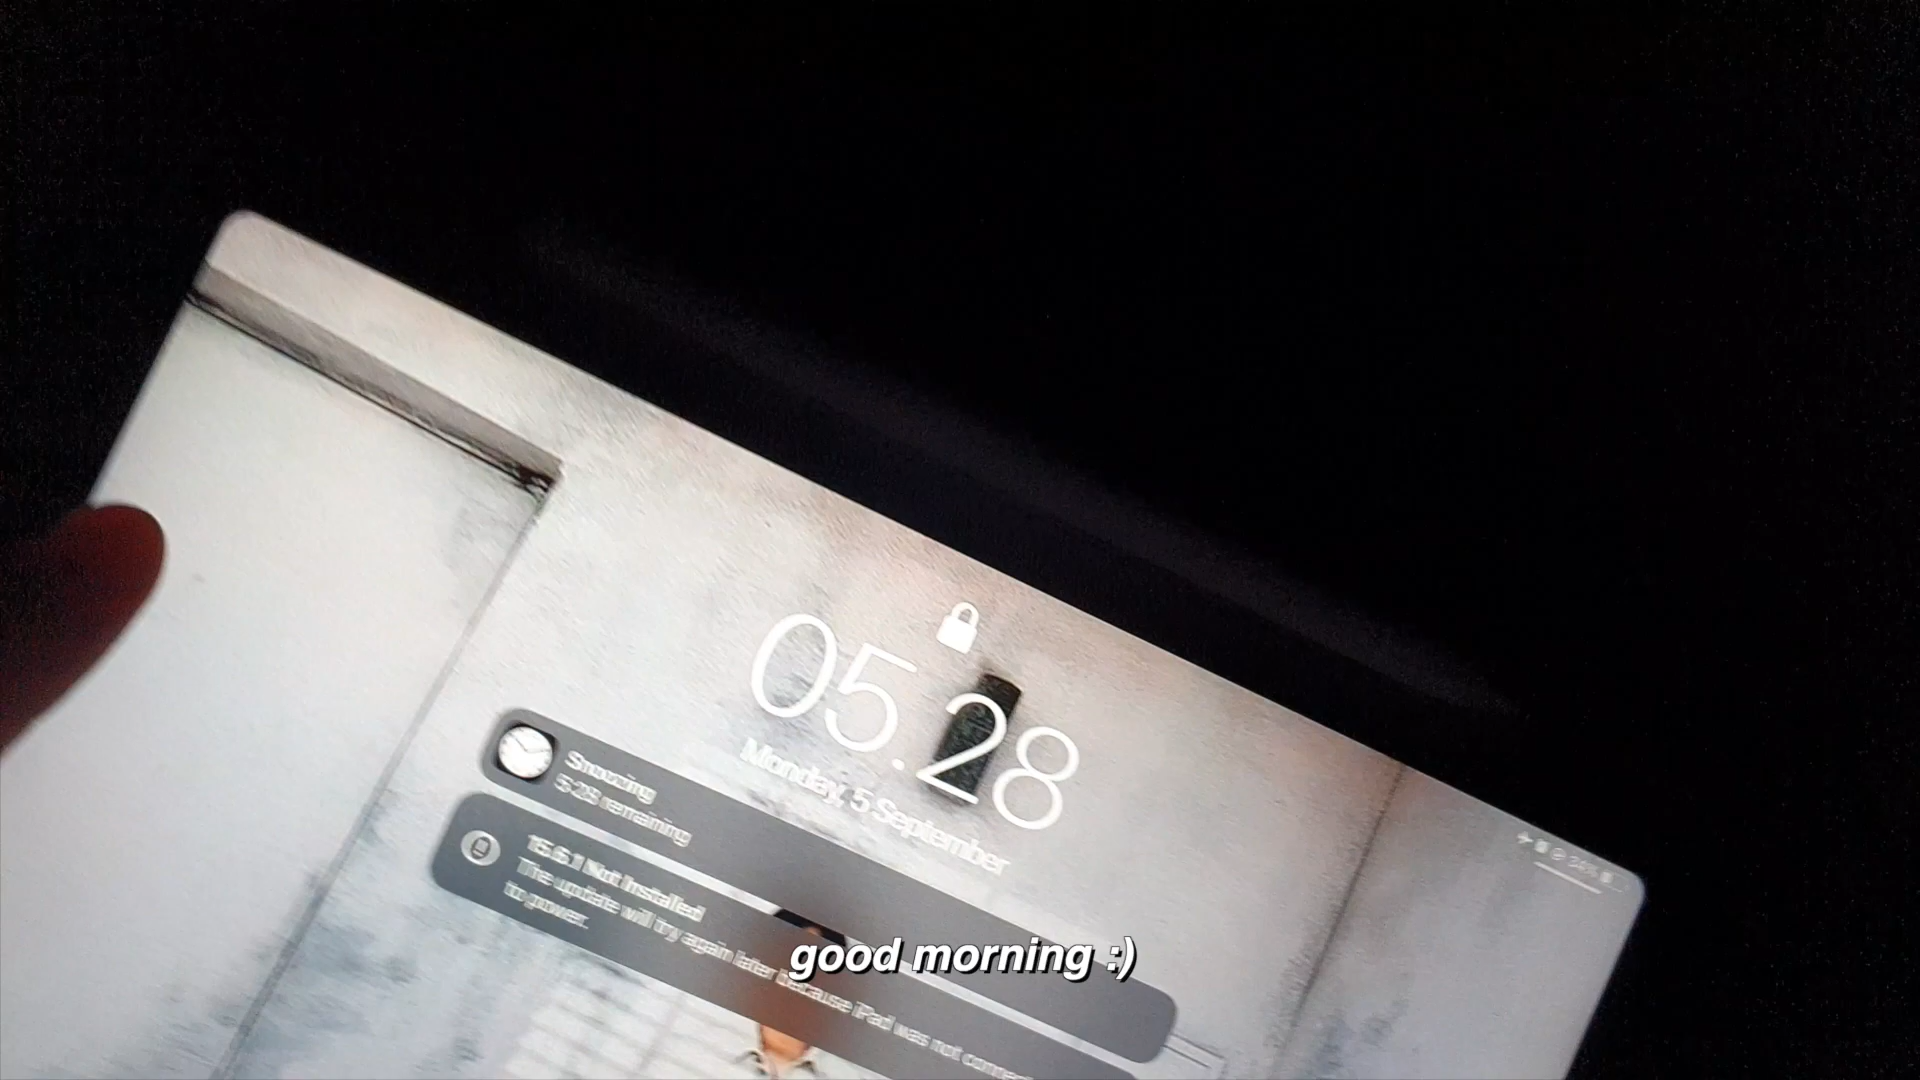 34%
05.28
Monday, 5 September
Snoozing
5:28 remaining
15.6.1 Not Installed
The update will try again later because iPad was not connected
to power.
good morning :)